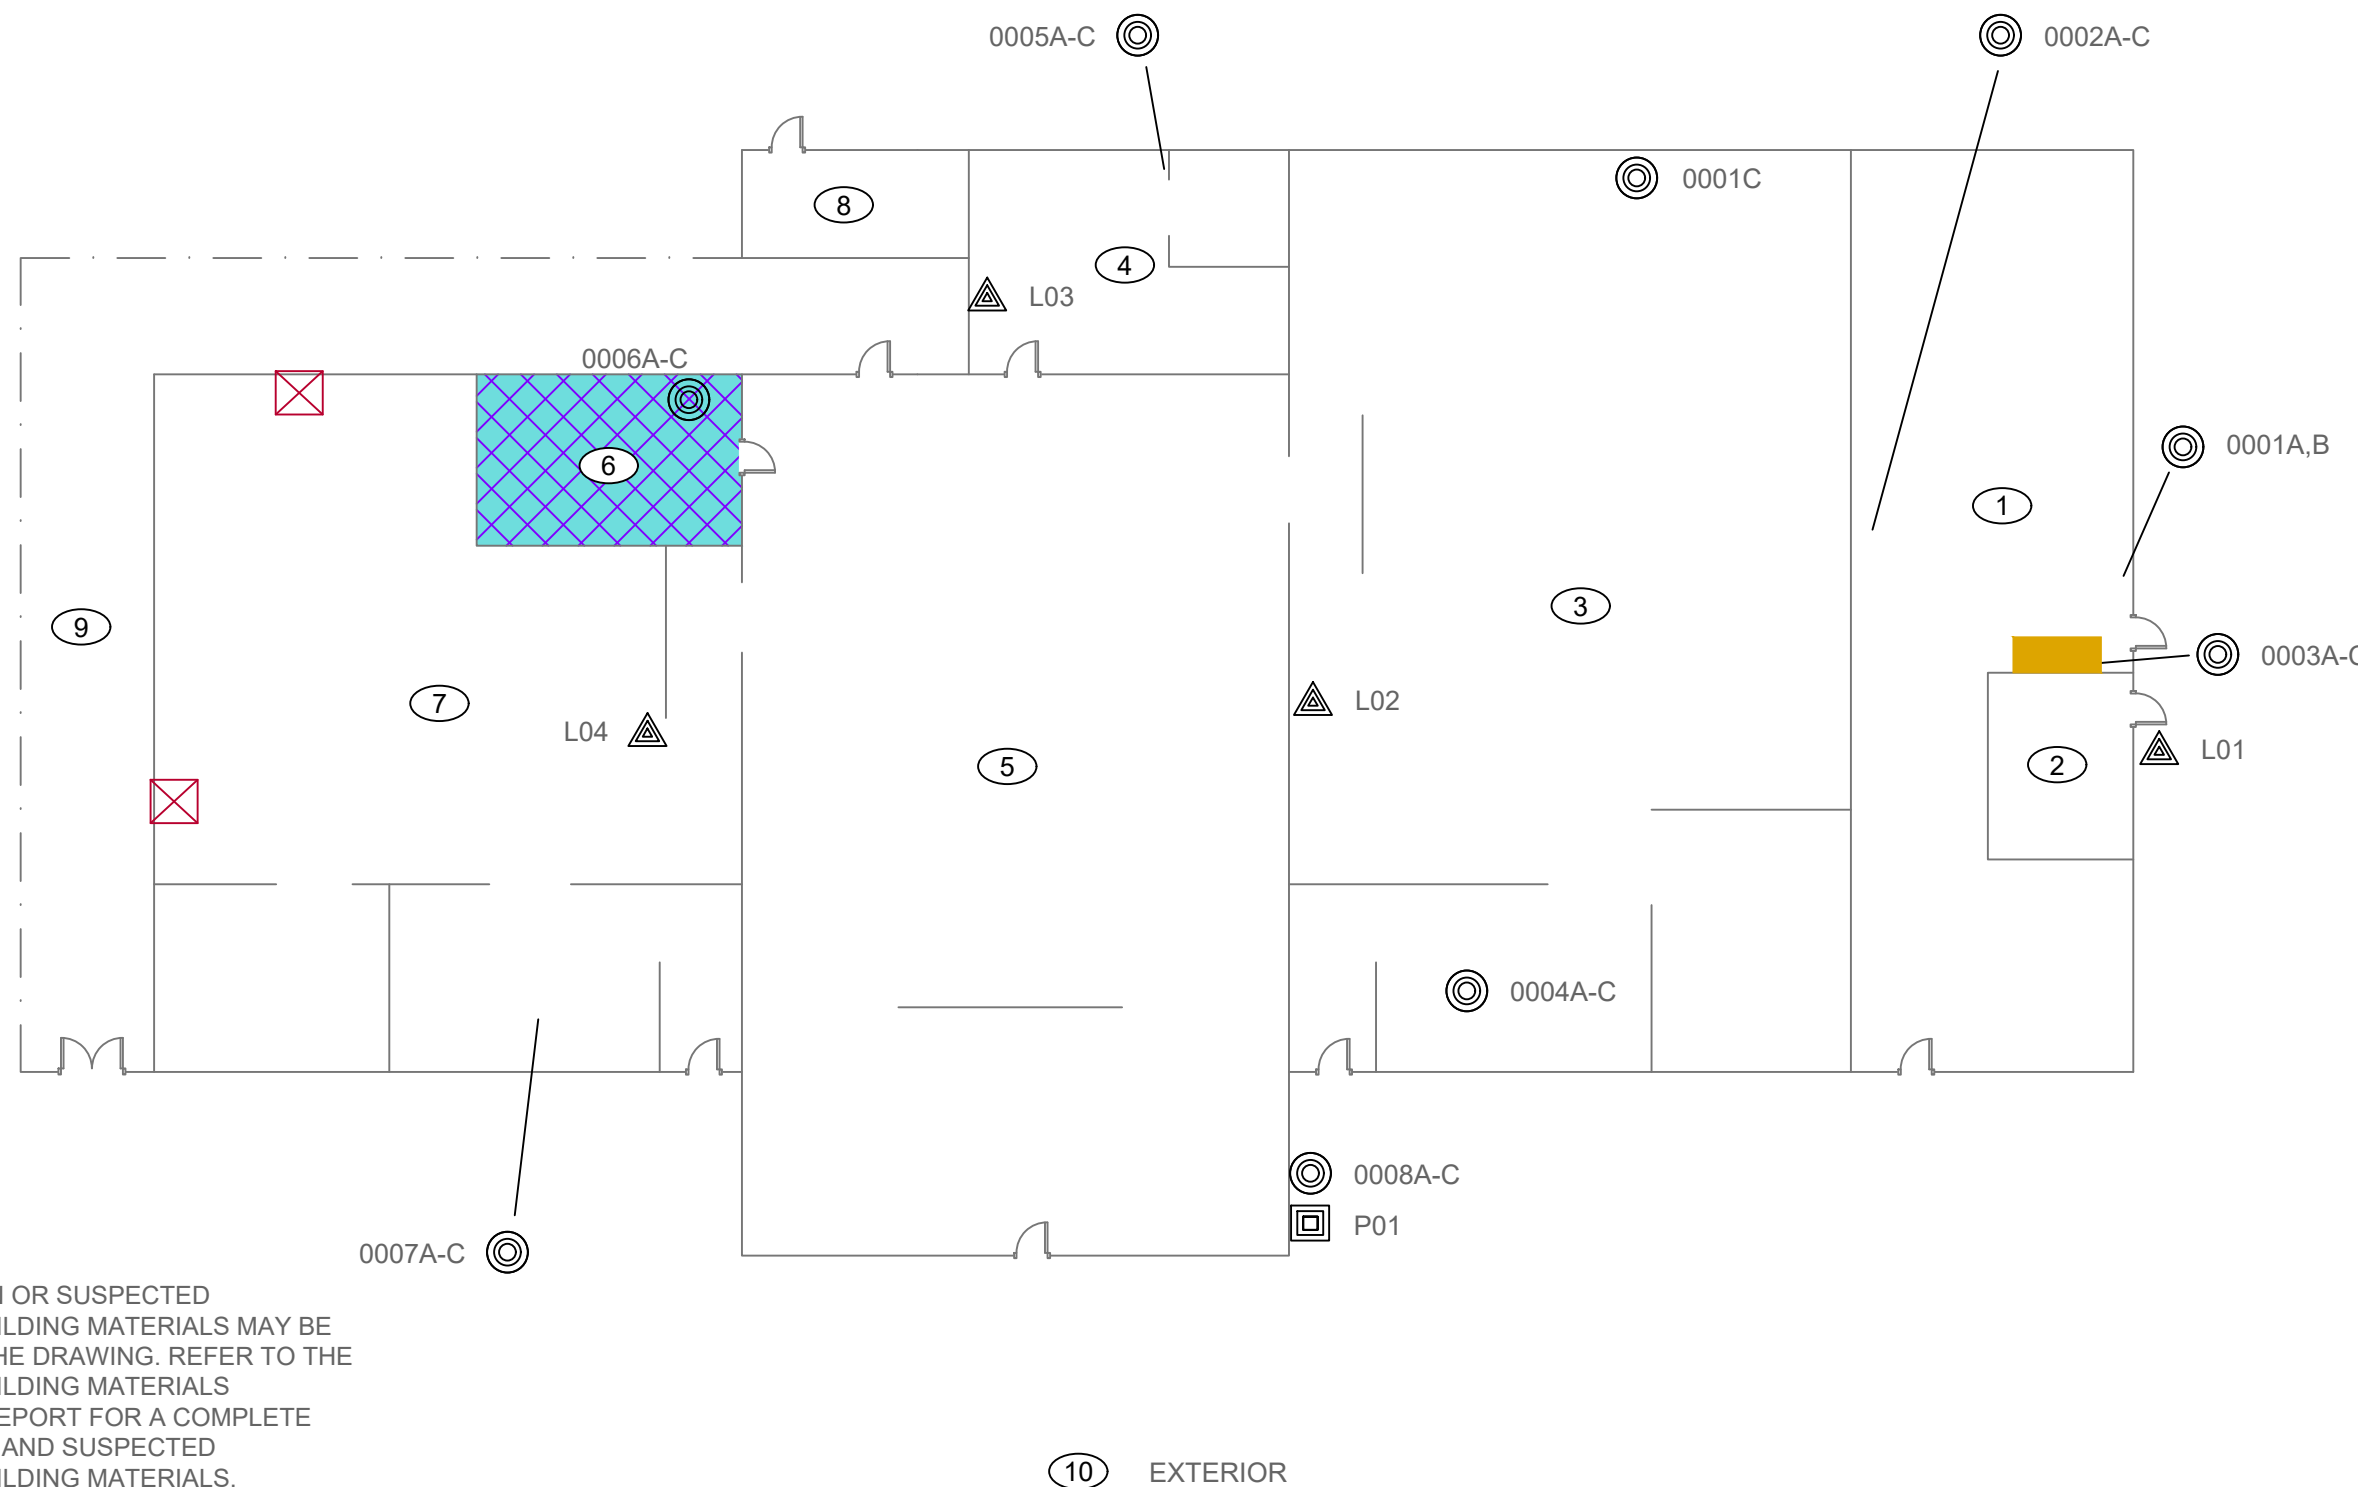 0005A-C
0002A-C
0001C
8
4
L03
0006A-C
0001A,B
6
1
3
9
0003A-C
7
L02
L04
L01
5
2
0004A-C
0008A-C
P01
0007A-C
OR SUSPECTED
ILDING MATERIALS MAY BE
HE DRAWING. REFER TO THE
ILDING MATERIALS
EPORT FOR A COMPLETE
AND SUSPECTED
ILDING MATERIALS.
10 EXTERIOR